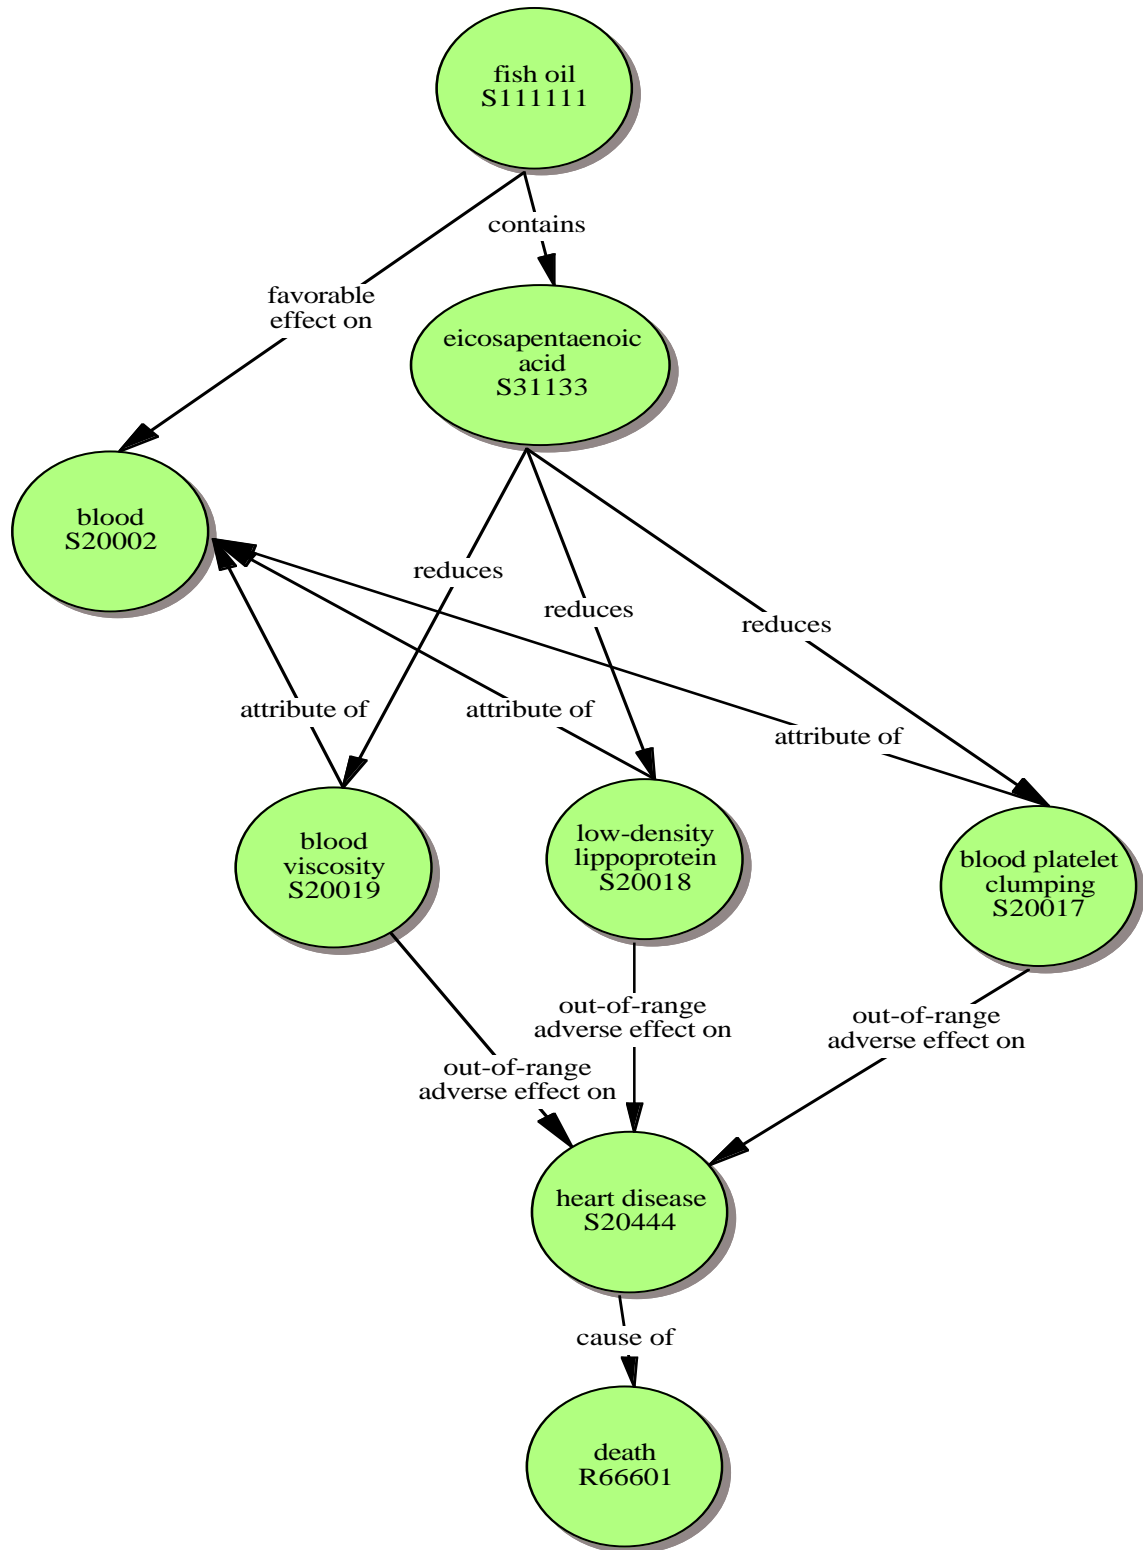 fish oil
S111111
contains
favorable
effect on
eicosapentaenoic
acid
S31133
blood
S20002
reduces
reduces
reduces
attribute of
attribute of
attribute of
blood
viscosity
S20019
low-density
lippoprotein
S20018
blood platelet
clumping
S20017
out-of-range
adverse effect on
out-of-range
adverse effect on
out-of-range
adverse effect on
heart disease
S20444
cause of
death
R66601